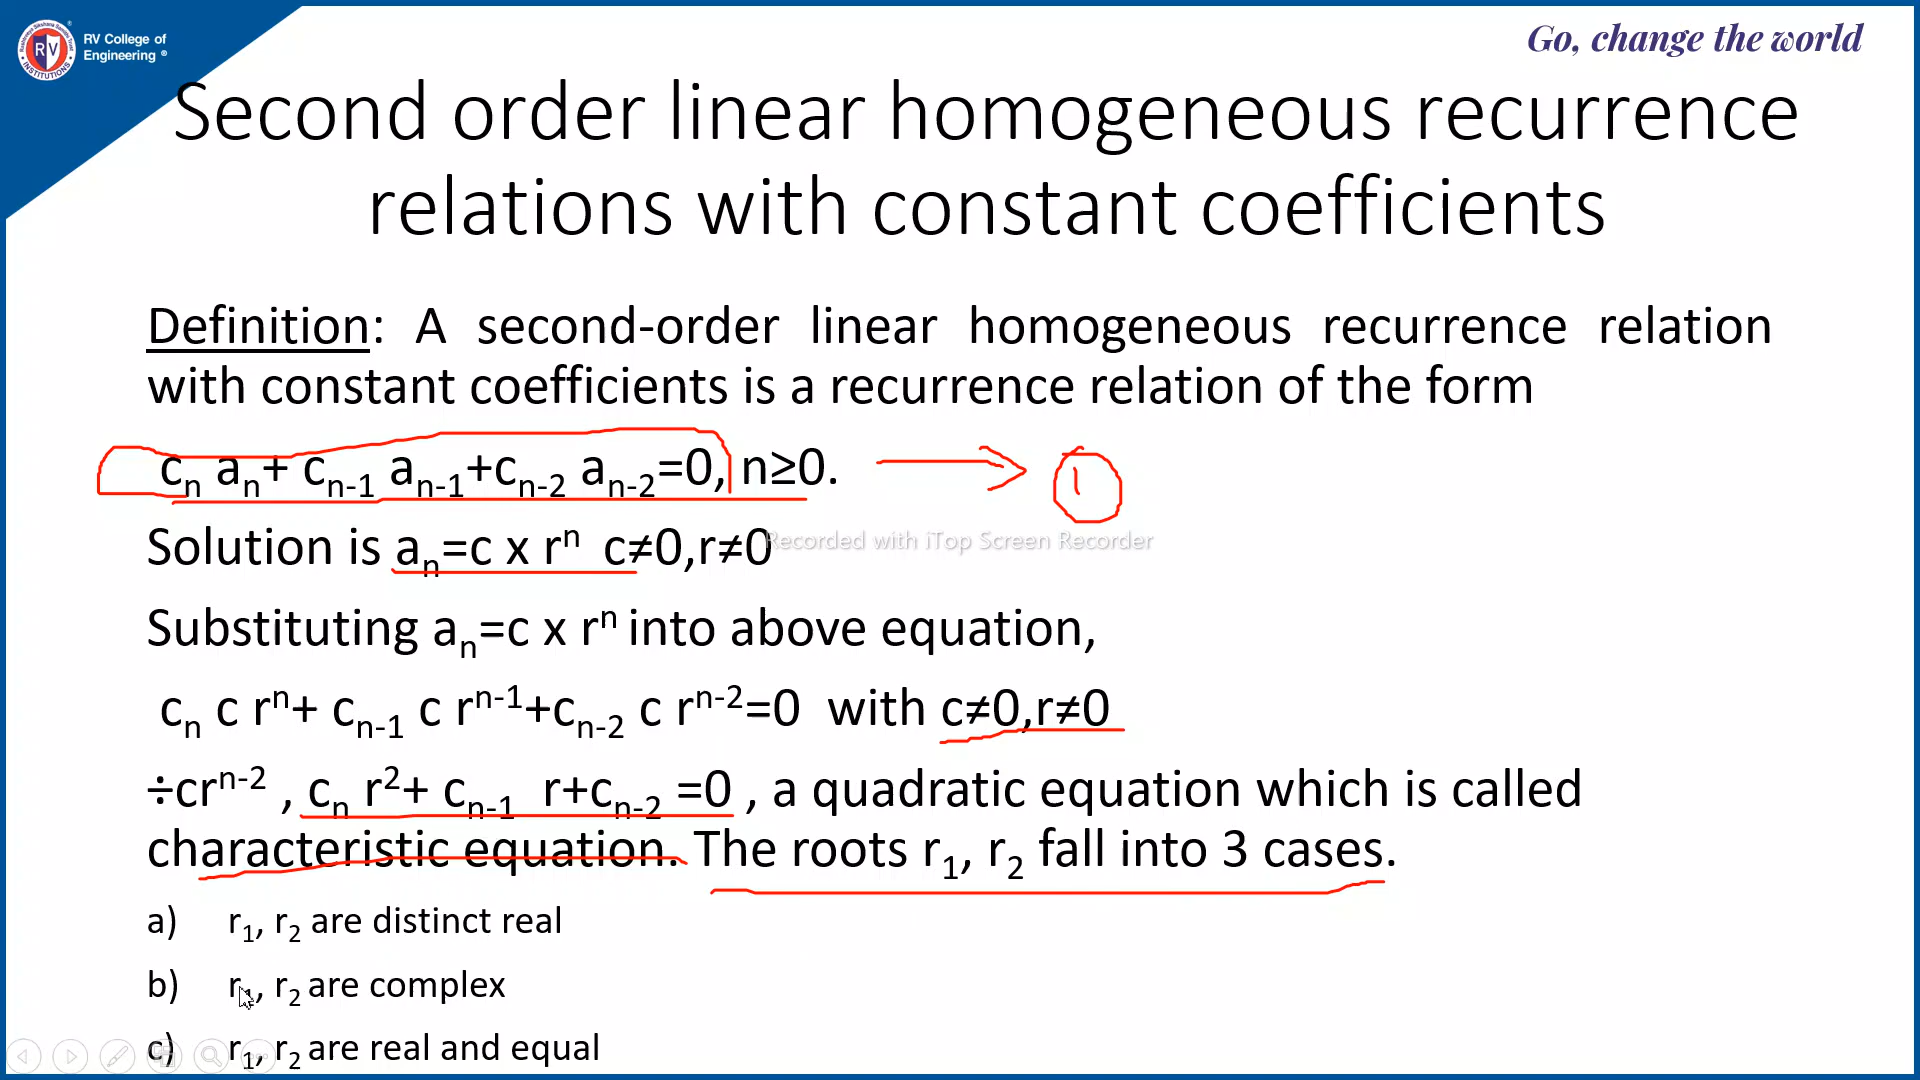 RV College of
Engineering ®
Go, change the world
Second order linear homogeneous recurrence
relations with constant coefficients
Definition: A second-order linear homogeneous recurrence relation
with constant coefficients is a recurrence relation of the form
cₙ aₙ+ cₙ₋₁ aₙ₋₁+cₙ₋₂ aₙ₋₂=0, n≥0. 1
Solution is aₙ=c x rⁿ c≠0,r≠0
Recorded with iTop Screen Recorder
Substituting aₙ=c x rⁿ into above equation,
cₙ c rⁿ+ cₙ₋₁ c rⁿ⁻¹+cₙ₋₂ c rⁿ⁻²=0 with c≠0,r≠0
÷crⁿ⁻² , cₙ r²+ cₙ₋₁ r+cₙ₋₂ =0 , a quadratic equation which is called
characteristic equation. The roots r₁, r₂ fall into 3 cases.
a) r₁, r₂ are distinct real
b) r₁, r₂ are complex
c) r₁, r₂ are real and equal